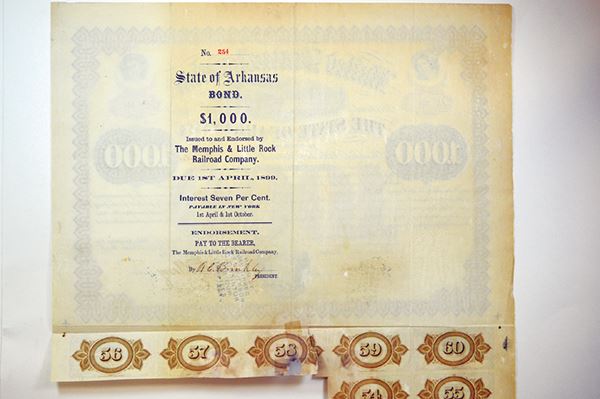 No. 254
State of Arkansas
BOND.
$1,000.
Issued to and Endorsed by
The Memphis & Little Rock
Railroad Company.
DUE 1ST APRIL, 1899.
Interest Seven Per Cent.
PAYABLE IN NEW YORK
1st April & 1st October.
ENDORSEMENT.
PAY TO THE BEARER,
The Memphis & Little Rock Railroad Company.
By
PRESIDENT.
1000 1000
THE STATE OF
56 57 58 59 60
54 55